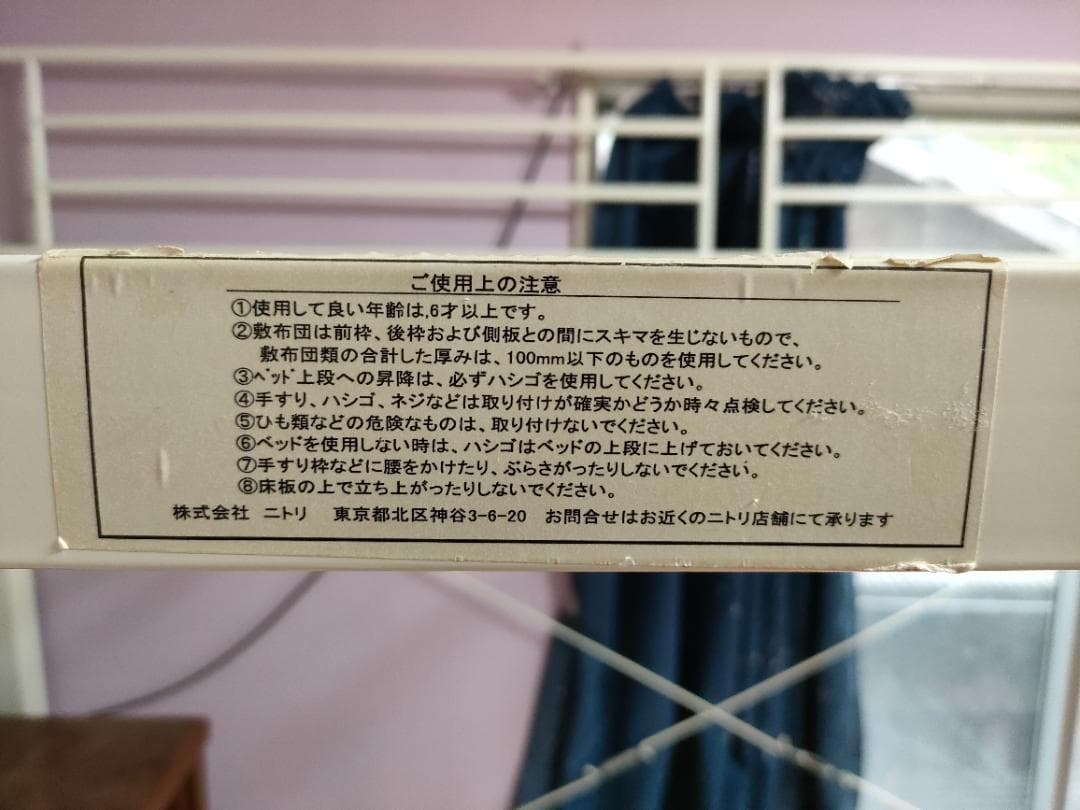 ご使用上の注意
①使用して良い年齢は,6才以上です。
②敷布団は前枠、後枠および側板との間にスキマを生じないもので、
敷布団類の合計した厚みは、100mm以下のものを使用してください。
③ﾍﾞｯﾄﾞ上段への昇降は、必ずハシゴを使用してください。
④手すり、ハシゴ、ネジなどは取り付けが確実かどうか時々点検してください。
⑤ひも類などの危険なものは、取り付けないでください。
⑥ベッドを使用しない時は、ハシゴはベッドの上段に上げておいてください。
⑦手すり枠などに腰をかけたり、ぶらさがったりしないでください。
⑧床板の上で立ち上がったりしないでください。
株式会社 ニトリ 東京都北区神谷3-6-20 お問合せはお近くのニトリ店舗にて承ります